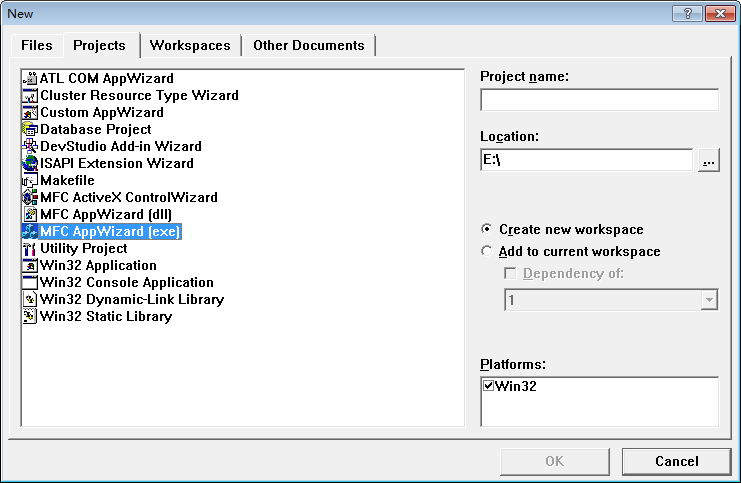 New
Files
Projects
Workspaces
Other Documents
ATL COM AppWizard
Cluster Resource Type Wizard
Custom AppWizard
Database Project
DevStudio Add-in Wizard
ISAPI Extension Wizard
Makefile
MFC ActiveX ControlWizard
MFC AppWizard (dll)
MFC AppWizard (exe)
Utility Project
Win32 Application
Win32 Console Application
Win32 Dynamic-Link Library
Win32 Static Library
Project name:
Location:
E:\
...
Create new workspace
Add to current workspace
Dependency of:
1
Platforms:
Win32
OK
Cancel